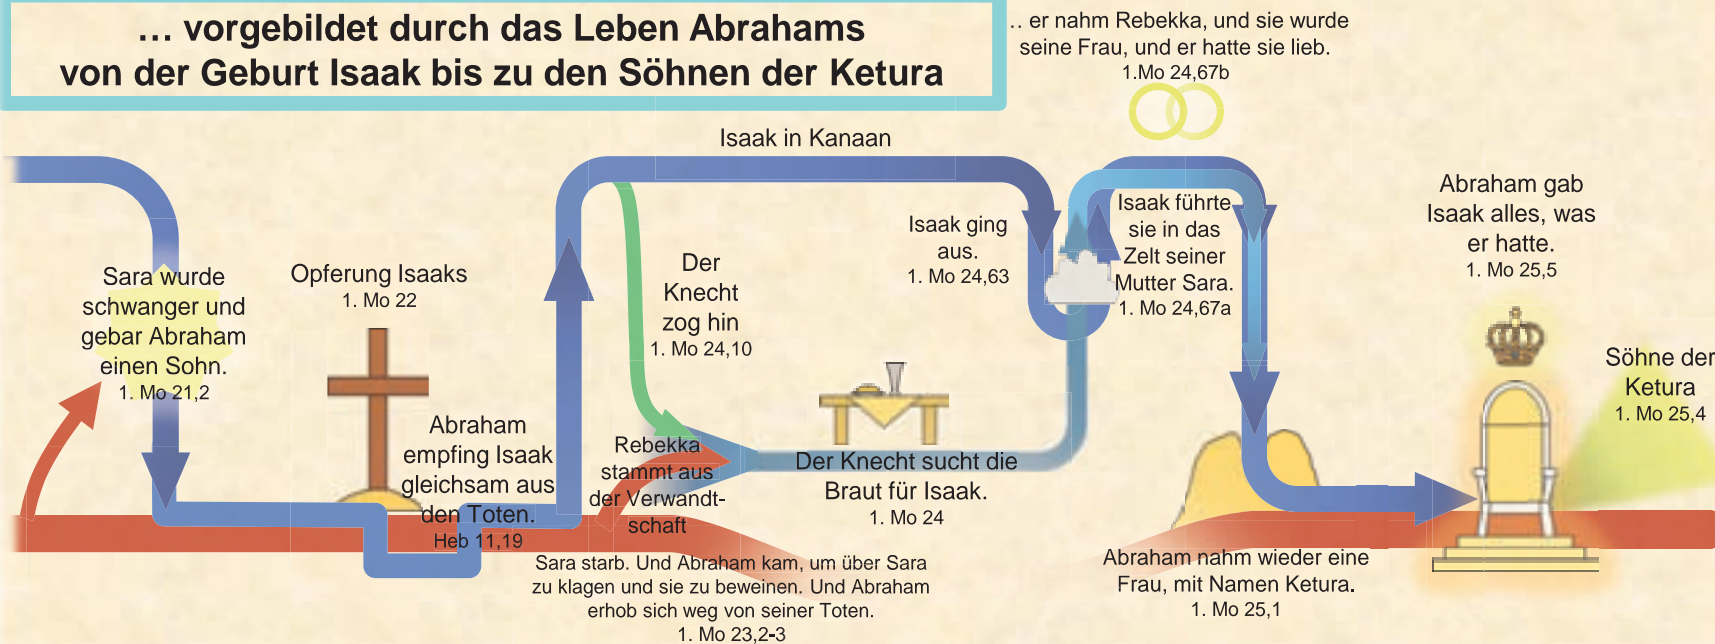 … vorgebildet durch das Leben Abrahams
von der Geburt Isaak bis zu den Söhnen der Ketura
.. er nahm Rebekka, und sie wurde
seine Frau, und er hatte sie lieb.
1.Mo 24,67b
Isaak in Kanaan
Sara wurde
schwanger und
gebar Abraham
einen Sohn.
1. Mo 21,2
Opferung Isaaks
1. Mo 22
Abraham
empfing Isaak
gleichsam aus
den Toten.
Heb 11,19
Der
Knecht
zog hin
1. Mo 24,10
Rebekka
stammt aus
der Verwandt-
schaft
Sara starb. Und Abraham kam, um über Sara
zu klagen und sie zu beweinen. Und Abraham
erhob sich weg von seiner Toten.
1. Mo 23,2-3
Der Knecht sucht die
Braut für Isaak.
1. Mo 24
Isaak ging
aus.
1. Mo 24,63
Isaak führte
sie in das
Zelt seiner
Mutter Sara.
1. Mo 24,67a
Abraham nahm wieder eine
Frau, mit Namen Ketura.
1. Mo 25,1
Abraham gab
Isaak alles, was
er hatte.
1. Mo 25,5
Söhne der
Ketura
1. Mo 25,4